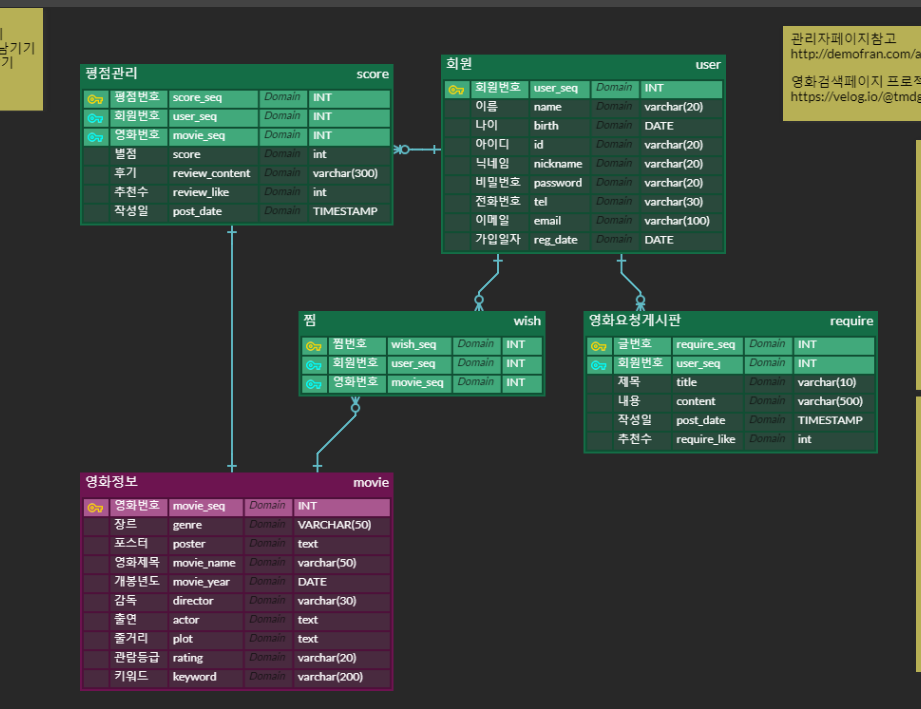 남기기
기
관리자페이지참고
http://demofran.com/a
영화검색페이지 프로젝
https://velog.io/@tmdg
평점관리 score
평점번호 score_seq Domain INT
회원번호 user_seq Domain INT
영화번호 movie_seq Domain INT
별점 score Domain int
후기 review_content Domain varchar(300)
추천수 review_like Domain int
작성일 post_date Domain TIMESTAMP
회원 user
회원번호 user_seq Domain INT
이름 name Domain varchar(20)
나이 birth Domain DATE
아이디 id Domain varchar(20)
닉네임 nickname Domain varchar(20)
비밀번호 password Domain varchar(20)
전화번호 tel Domain varchar(30)
이메일 email Domain varchar(100)
가입일자 reg_date Domain DATE
찜 wish
찜번호 wish_seq Domain INT
회원번호 user_seq Domain INT
영화번호 movie_seq Domain INT
영화요청게시판 require
글번호 require_seq Domain INT
회원번호 user_seq Domain INT
제목 title Domain varchar(10)
내용 content Domain varchar(500)
작성일 post_date Domain TIMESTAMP
추천수 require_like Domain int
영화정보 movie
영화번호 movie_seq Domain INT
장르 genre Domain VARCHAR(50)
포스터 poster Domain text
영화제목 movie_name Domain varchar(50)
개봉년도 movie_year Domain DATE
감독 director Domain varchar(30)
출연 actor Domain text
줄거리 plot Domain text
관람등급 rating Domain varchar(20)
키워드 keyword Domain varchar(200)